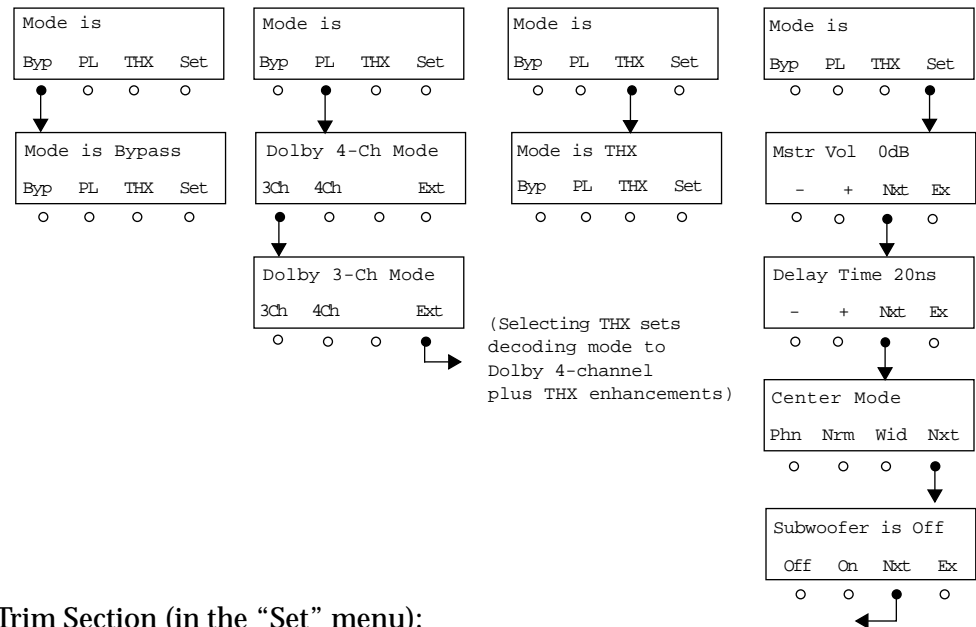 Mode is
Byp PL THX Set
Mode is Bypass
Byp PL THX Set
Mode is
Byp PL THX Set
Dolby 4-Ch Mode
3Ch 4Ch Ext
Dolby 3-Ch Mode
3Ch 4Ch Ext
Mode is
Byp PL THX Set
Mode is THX
Byp PL THX Set
(Selecting THX sets
decoding mode to
Dolby 4-channel
plus THX enhancements)
Mode is
Byp PL THX Set
Mstr Vol 0dB
- + Nxt Ex
Delay Time 20ns
- + Nxt Ex
Center Mode
Phn Nrm Wid Nxt
Subwoofer is Off
Off On Nxt Ex
Trim Section (in the “Set” menu):